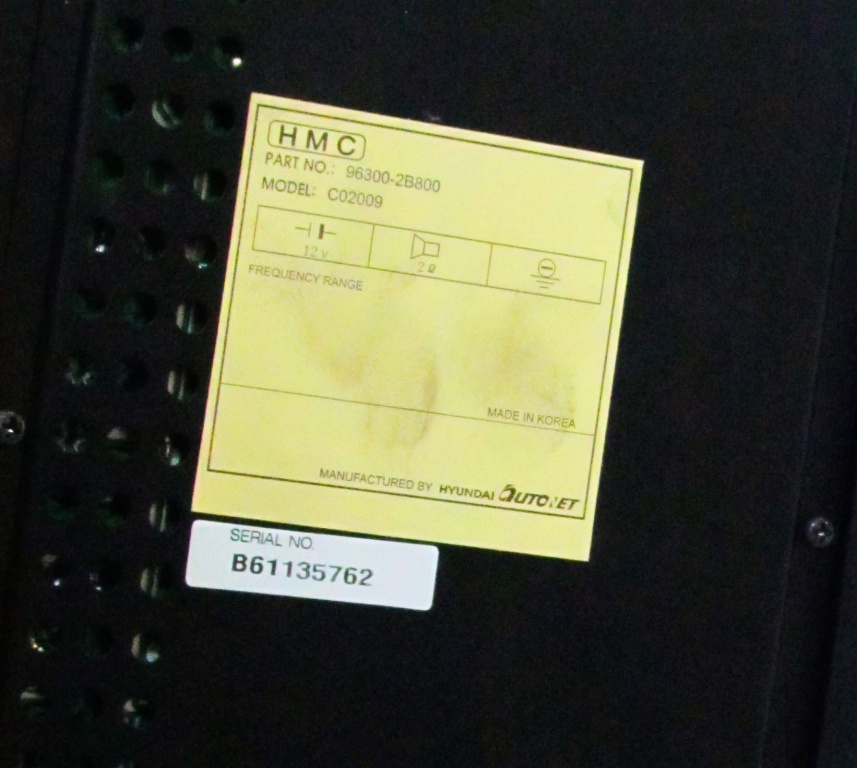 HMC
PART NO.: 96300-2B800
MODEL: C02009
12 v
2 Ω
FREQUENCY RANGE
MADE IN KOREA
MANUFACTURED BY HYUNDAI AUTONET
SERIAL NO.
B61135762